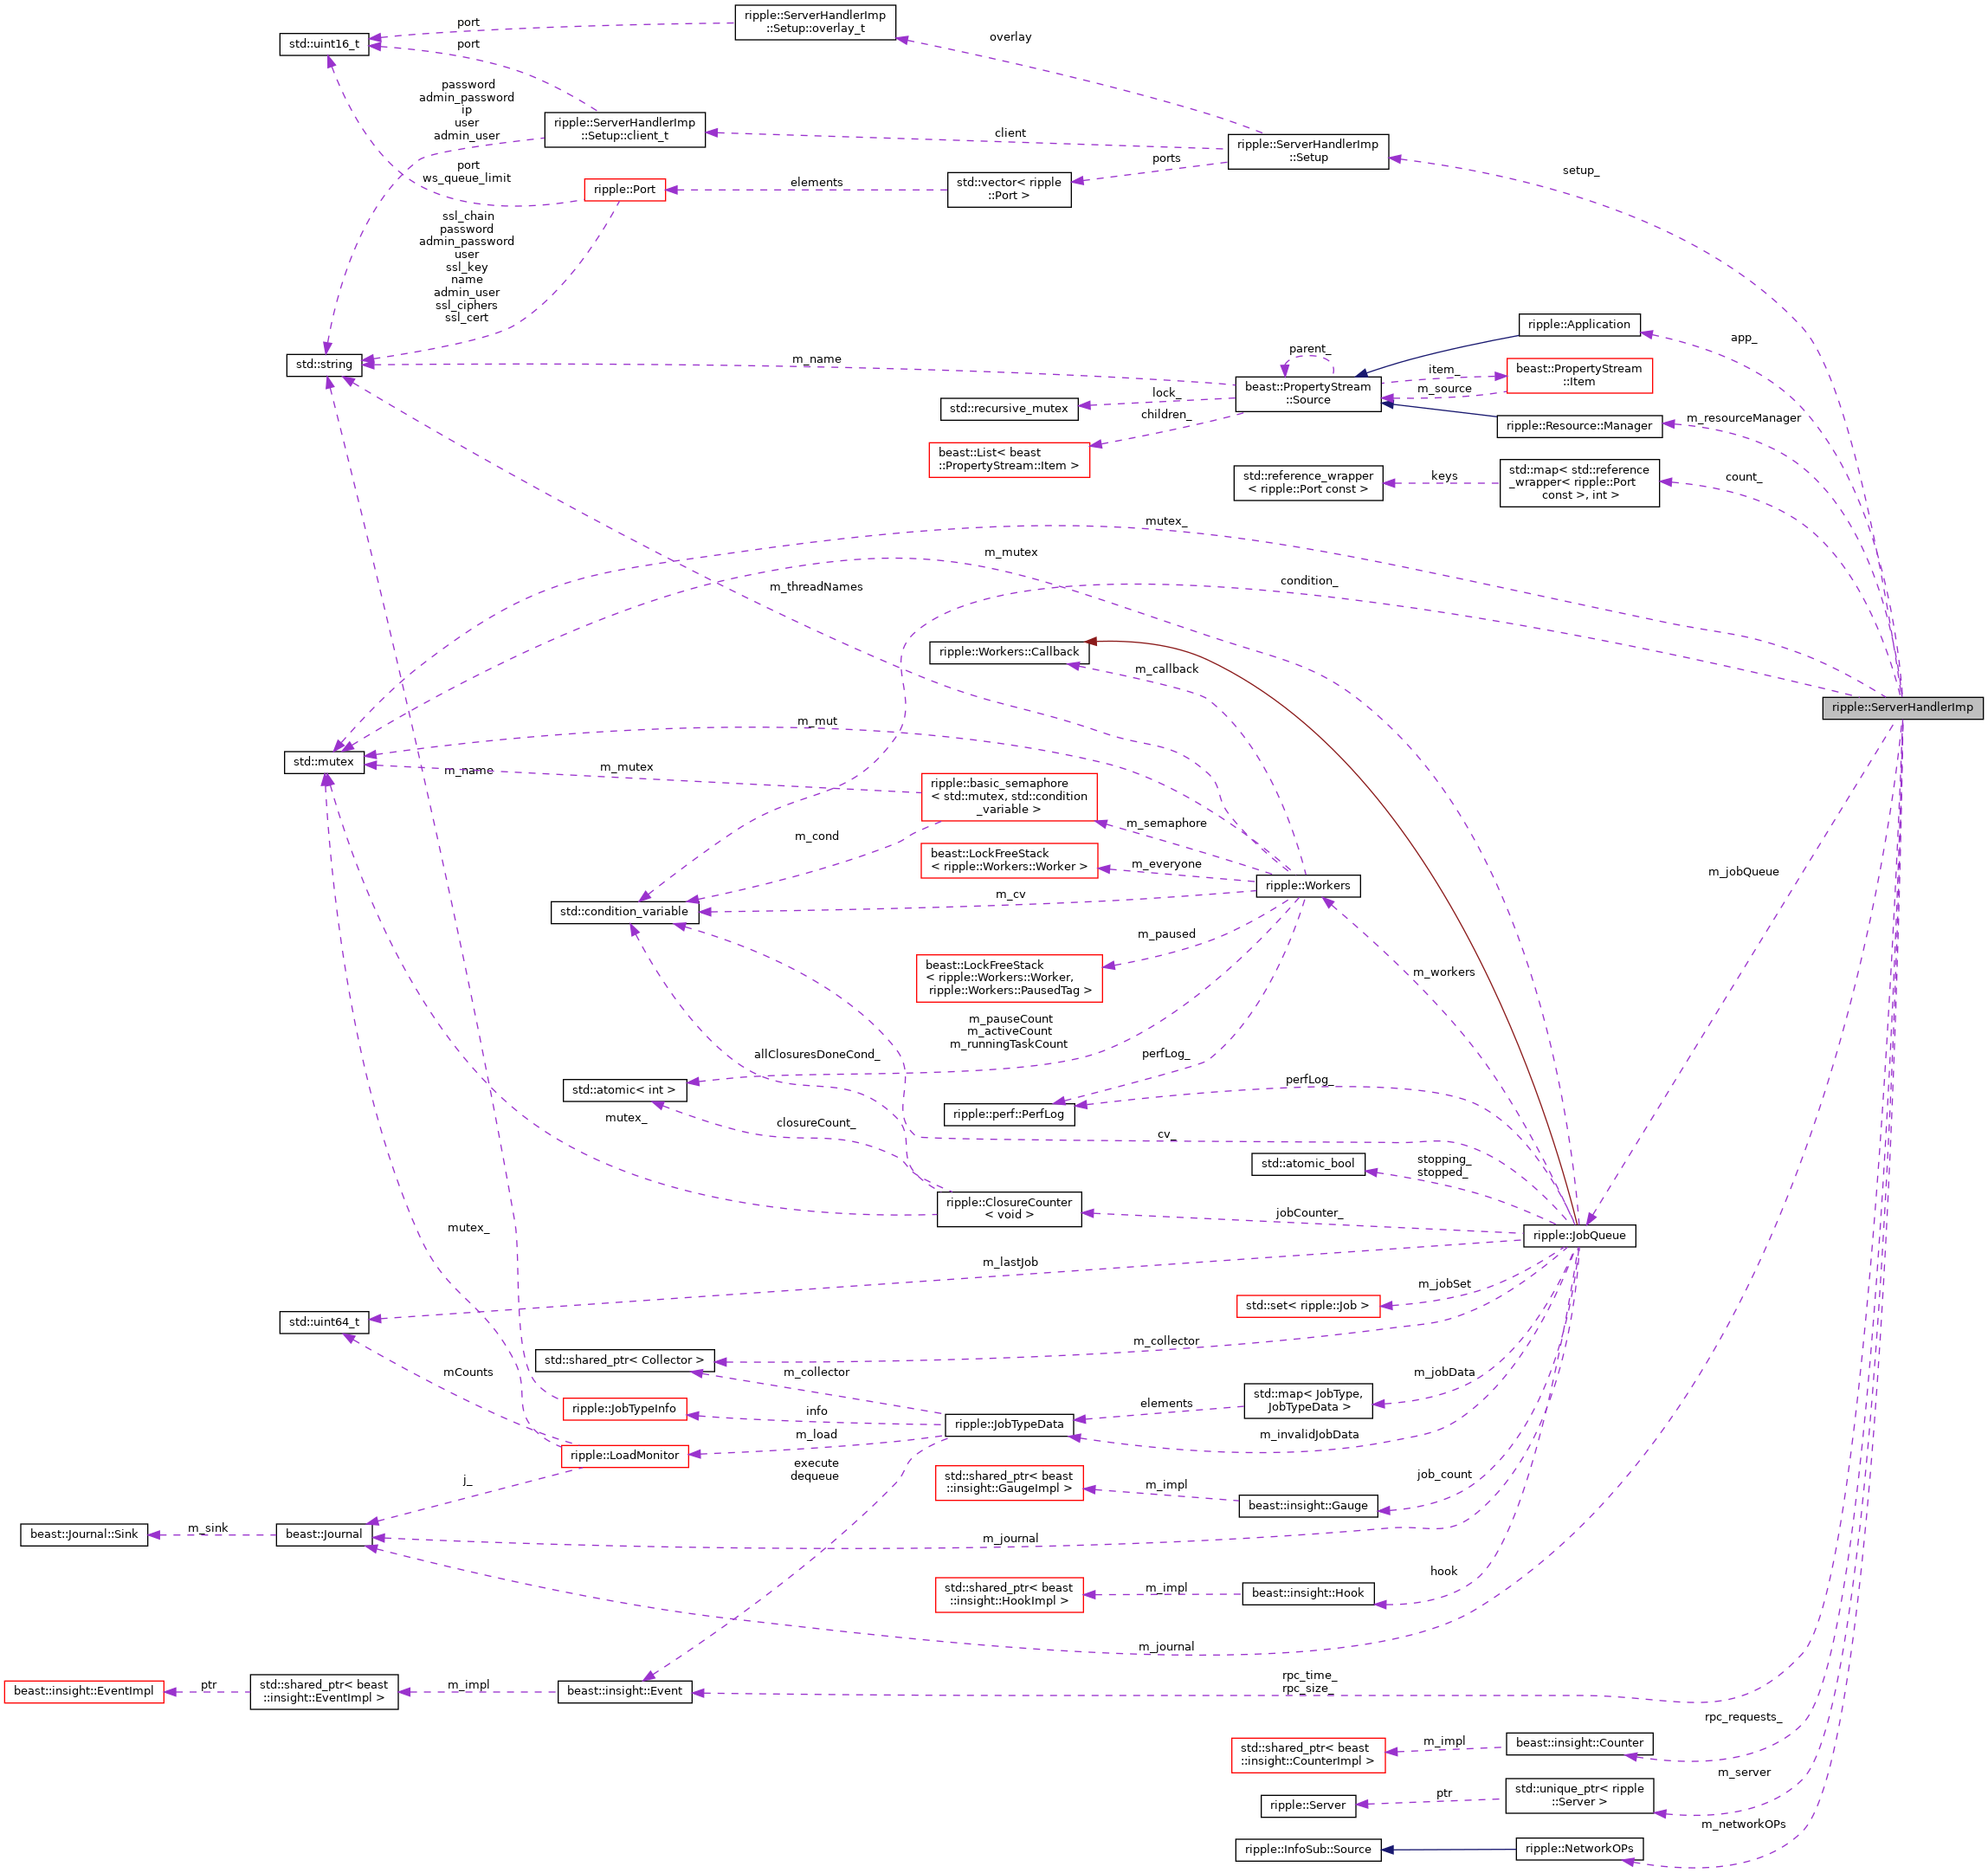 ripple::ServerHandlerImp
::Setup::overlay_t
port
overlay
std::uint16_t
port
password
admin_password
ip
user
admin_user
ripple::ServerHandlerImp
::Setup::client_t
client
ripple::ServerHandlerImp
::Setup
ports
setup_
port
ws_queue_limit
ripple::Port
elements
std::vector< ripple
::Port >
ssl_chain
password
admin_password
user
ssl_key
name
admin_user
ssl_ciphers
ssl_cert
ripple::Application
app_
parent_
std::string
m_name
beast::PropertyStream
::Source
item_
m_source
beast::PropertyStream
::Item
std::recursive_mutex
lock_
children_
ripple::Resource::Manager
m_resourceManager
beast::List< beast
::PropertyStream::Item >
std::reference_wrapper
< ripple::Port const >
keys
std::map< std::reference
_wrapper< ripple::Port
const >, int >
count_
mutex_
m_mutex
condition_
m_threadNames
ripple::Workers::Callback
m_callback
ripple::ServerHandlerImp
m_mut
std::mutex
m_name
m_mutex
ripple::basic_semaphore
< std::mutex, std::condition
_variable >
m_semaphore
m_cond
beast::LockFreeStack
< ripple::Workers::Worker >
m_everyone
m_jobQueue
ripple::Workers
m_cv
std::condition_variable
m_paused
beast::LockFreeStack
< ripple::Workers::Worker,
ripple::Workers::PausedTag >
m_workers
m_pauseCount
m_activeCount
m_runningTaskCount
allClosuresDoneCond_
perfLog_
std::atomic< int >
perfLog_
ripple::perf::PerfLog
mutex_
closureCount_
cv_
std::atomic_bool
stopping_
stopped_
ripple::ClosureCounter
< void >
jobCounter_
ripple::JobQueue
mutex_
m_lastJob
m_jobSet
std::set< ripple::Job >
std::uint64_t
m_collector
std::shared_ptr< Collector >
mCounts
m_collector
m_jobData
std::map< JobType,
JobTypeData >
elements
ripple::JobTypeInfo
info
ripple::JobTypeData
m_load
m_invalidJobData
ripple::LoadMonitor
execute
dequeue
j_
std::shared_ptr< beast
::insight::GaugeImpl >
m_impl
beast::insight::Gauge
job_count
beast::Journal::Sink
m_sink
beast::Journal
m_journal
hook
std::shared_ptr< beast
::insight::HookImpl >
m_impl
beast::insight::Hook
m_journal
beast::insight::EventImpl
ptr
std::shared_ptr< beast
::insight::EventImpl >
m_impl
beast::insight::Event
rpc_time_
rpc_size_
rpc_requests_
std::shared_ptr< beast
::insight::CounterImpl >
m_impl
beast::insight::Counter
m_server
ripple::Server
ptr
std::unique_ptr< ripple
::Server >
m_networkOPs
ripple::InfoSub::Source
ripple::NetworkOPs